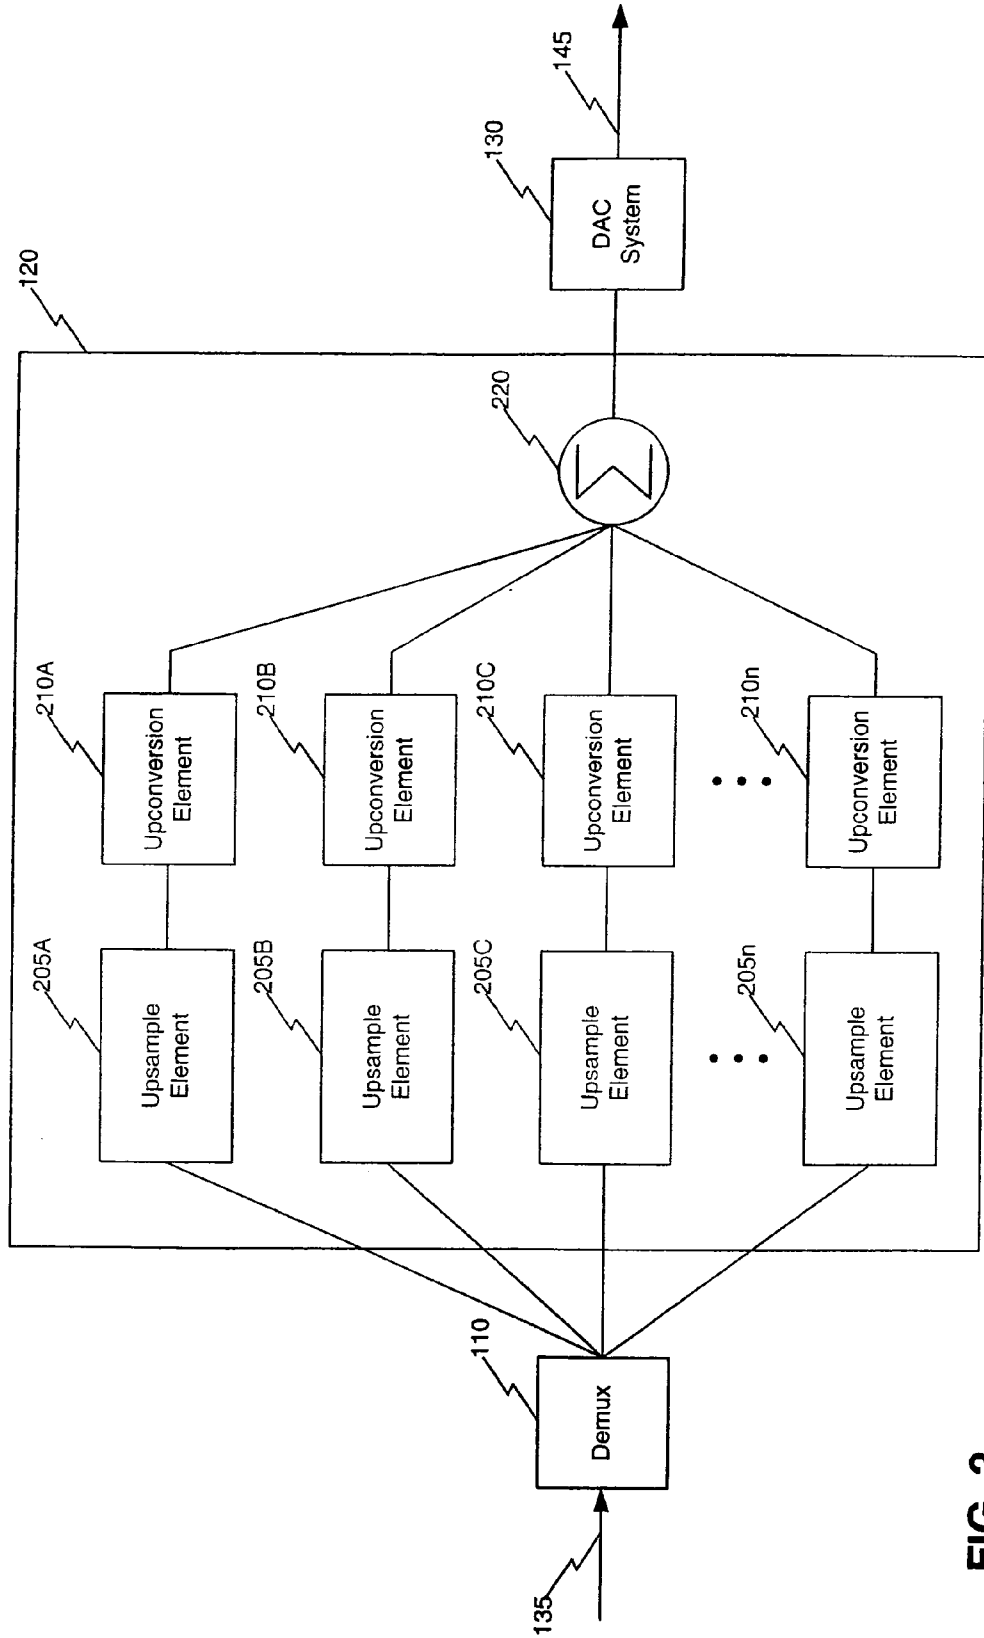 120
205A
210A
Upsample
Element
Upconversion
Element
205B
210B
Upsample
Element
Upconversion
Element
220
130
145
DAC
System
Σ
110
135
Demux
205C
210C
Upsample
Element
Upconversion
Element
205n
210n
Upsample
Element
Upconversion
Element